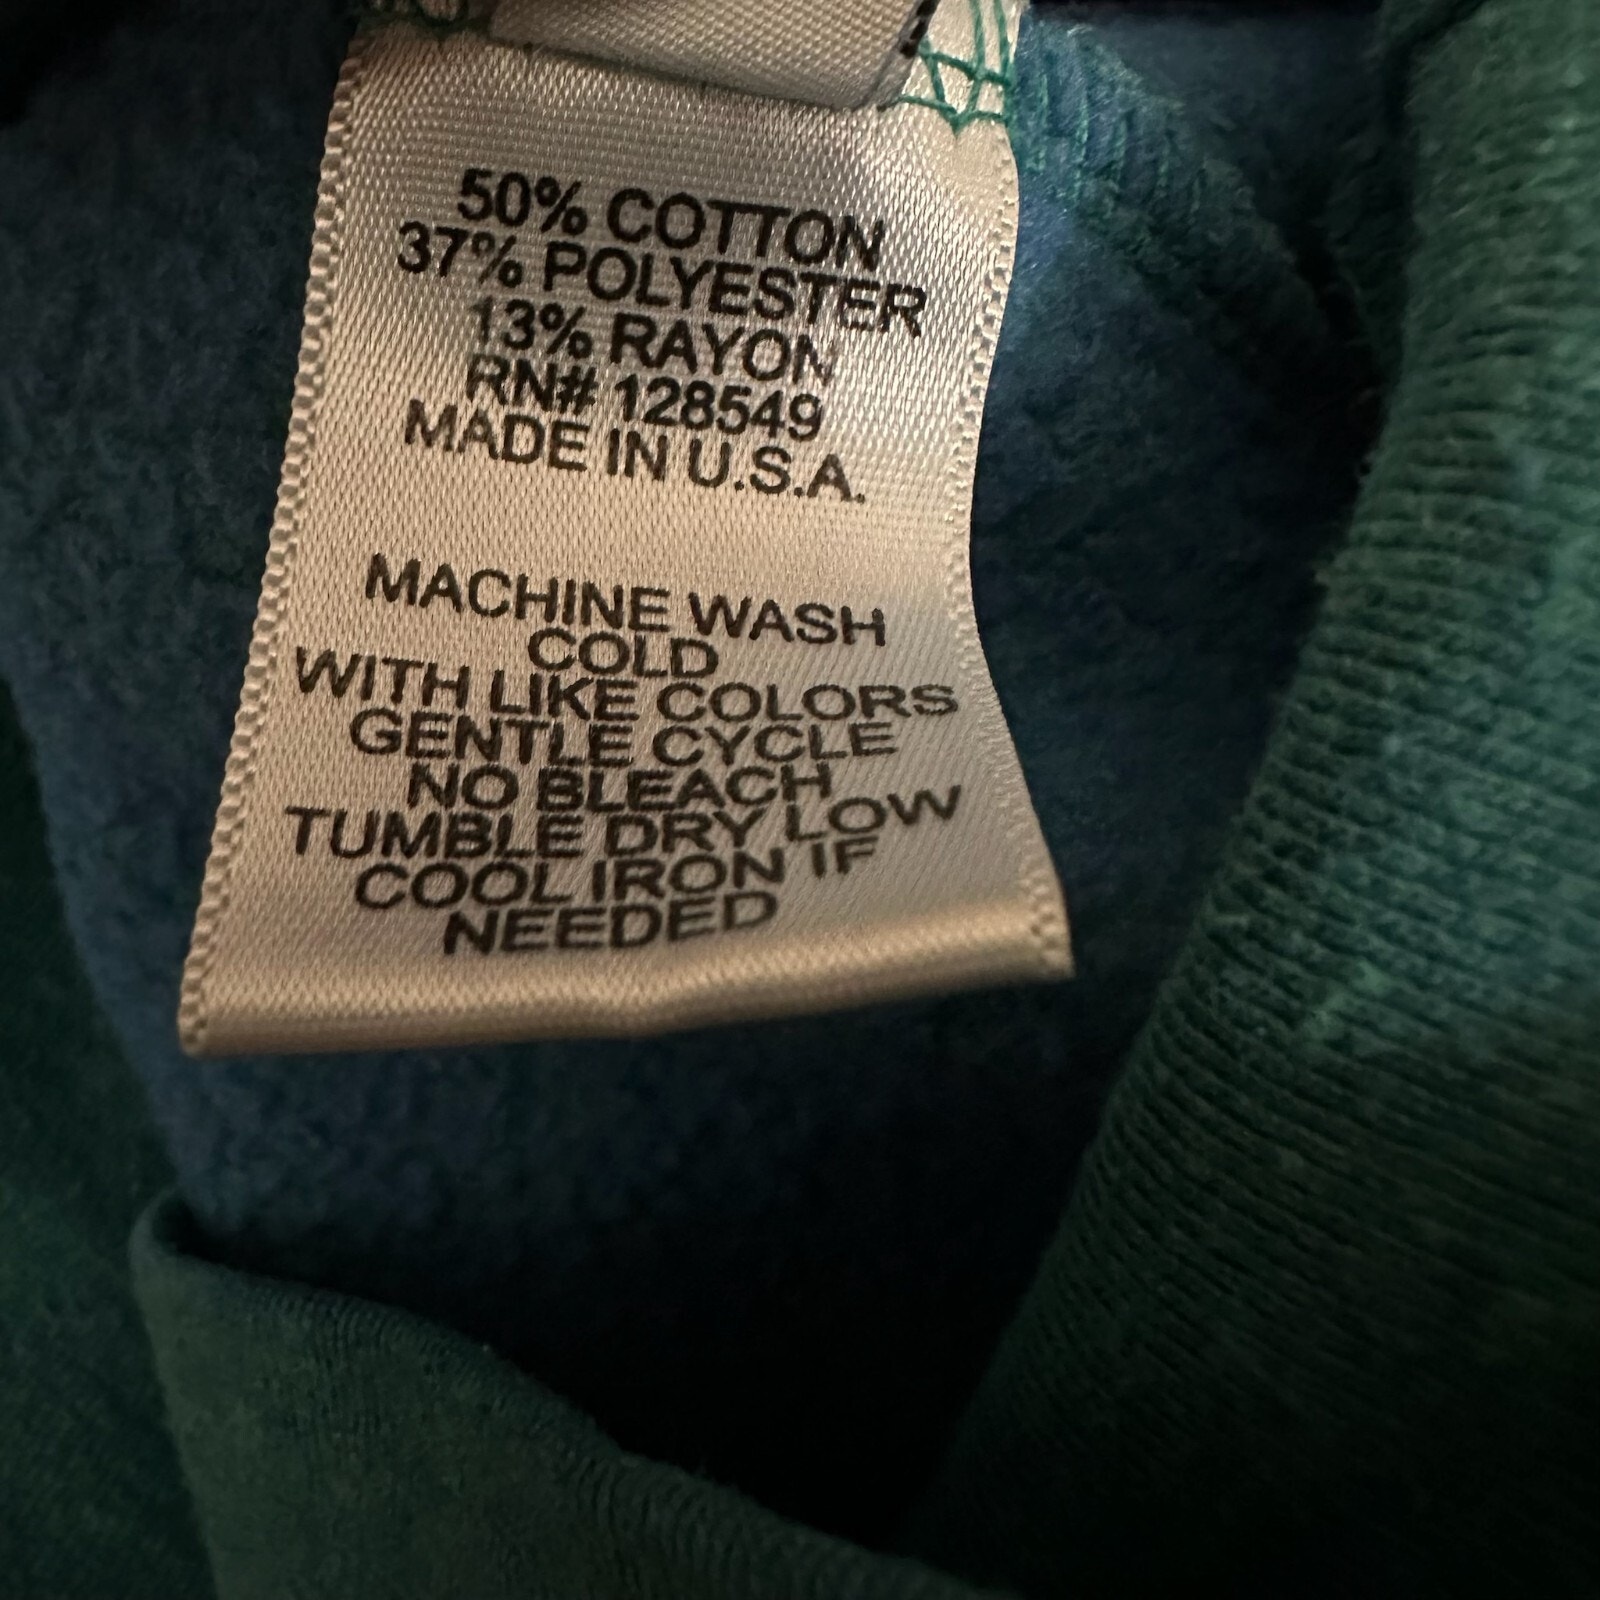 50% COTTON
37% POLYESTER
13% RAYON
RN# 128549
MADE IN U.S.A.
MACHINE WASH
COLD
WITH LIKE COLORS
GENTLE CYCLE
NO BLEACH
TUMBLE DRY LOW
COOL IRON IF
NEEDED